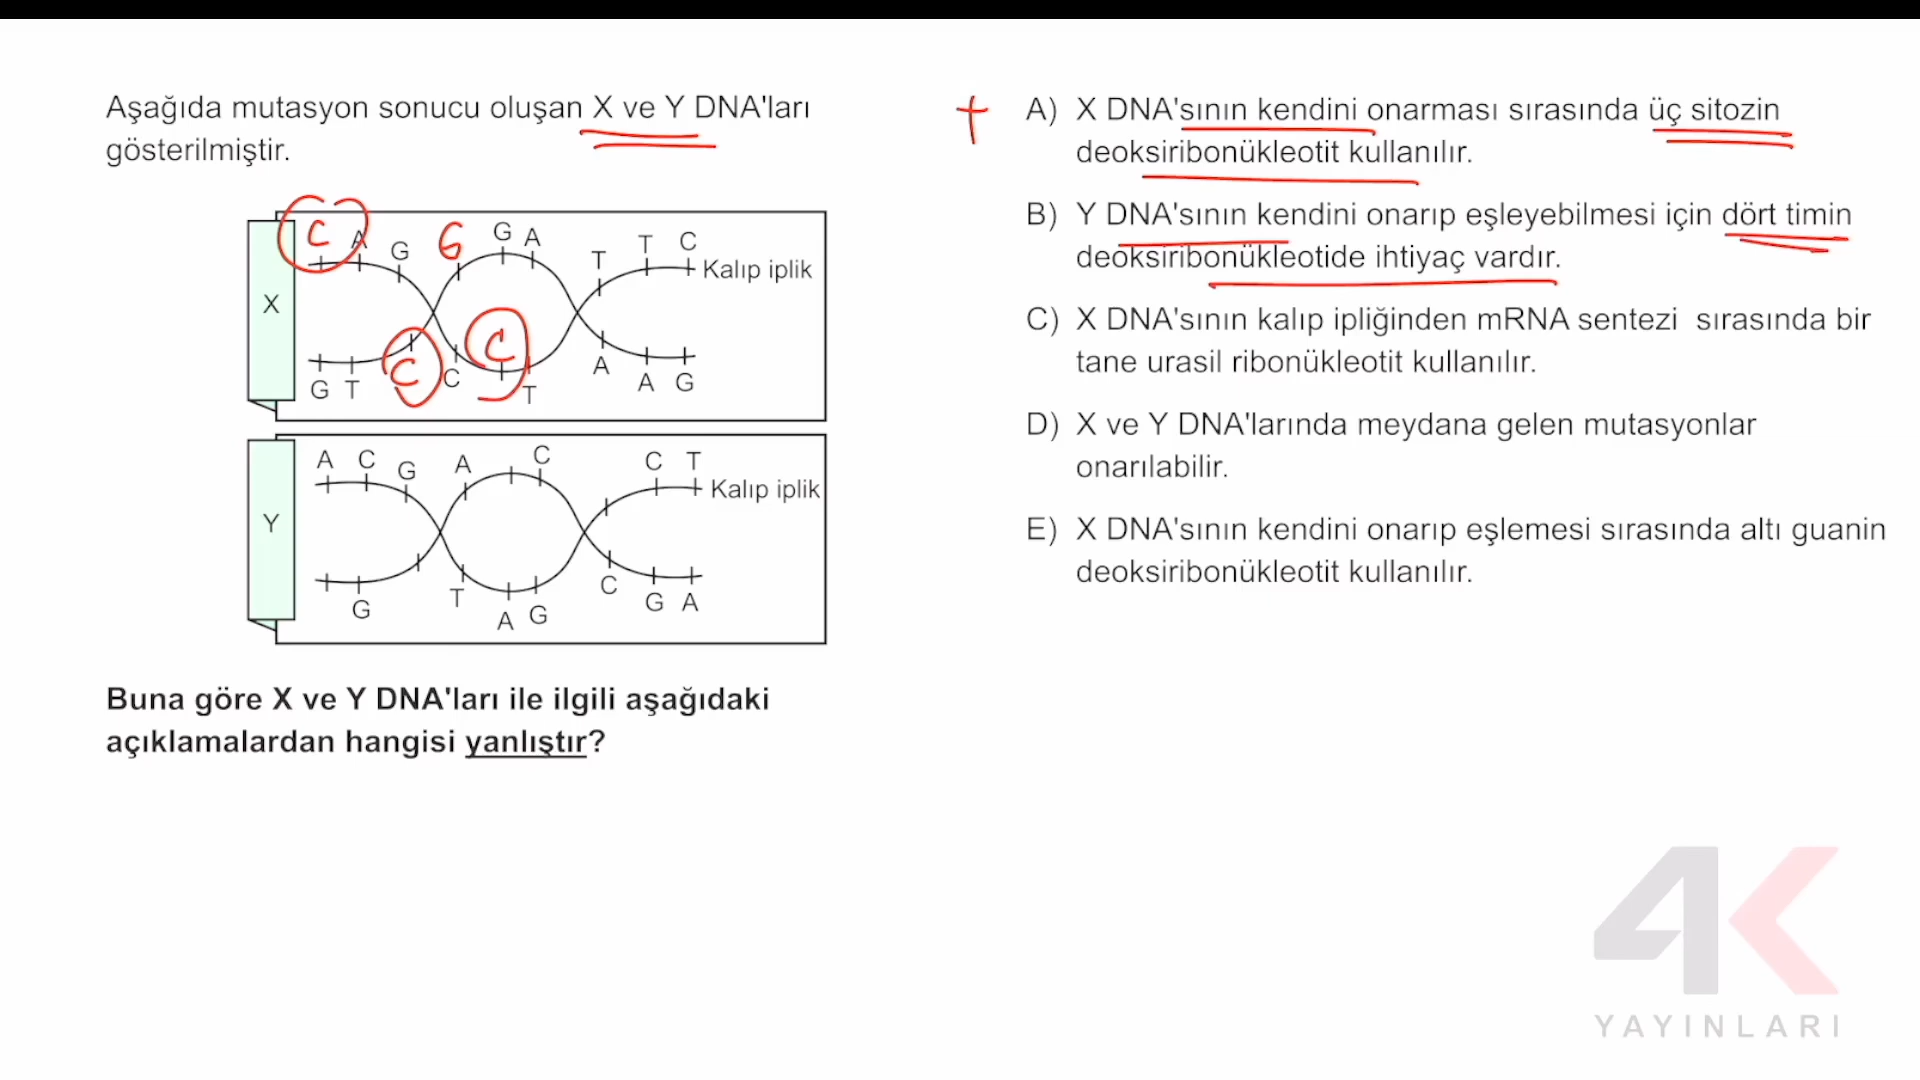 Aşağıda mutasyon sonucu oluşan X ve Y DNA'ları
gösterilmiştir.
X
C A G G G A T T C
Kalıp iplik
G T C C C T A A G
Y
A C G A C C T
Kalıp iplik
G T A G C G A
Buna göre X ve Y DNA'ları ile ilgili aşağıdaki
açıklamalardan hangisi yanlıştır?
A) X DNA'sının kendini onarması sırasında üç sitozin
deoksiribonükleotit kullanılır.
B) Y DNA'sının kendini onarıp eşleyebilmesi için dört timin
deoksiribonükleotide ihtiyaç vardır.
C) X DNA'sının kalıp ipliğinden mRNA sentezi sırasında bir
tane urasil ribonükleotit kullanılır.
D) X ve Y DNA'larında meydana gelen mutasyonlar
onarılabilir.
E) X DNA'sının kendini onarıp eşlemesi sırasında altı guanin
deoksiribonükleotit kullanılır.
4K
YAYINLARI